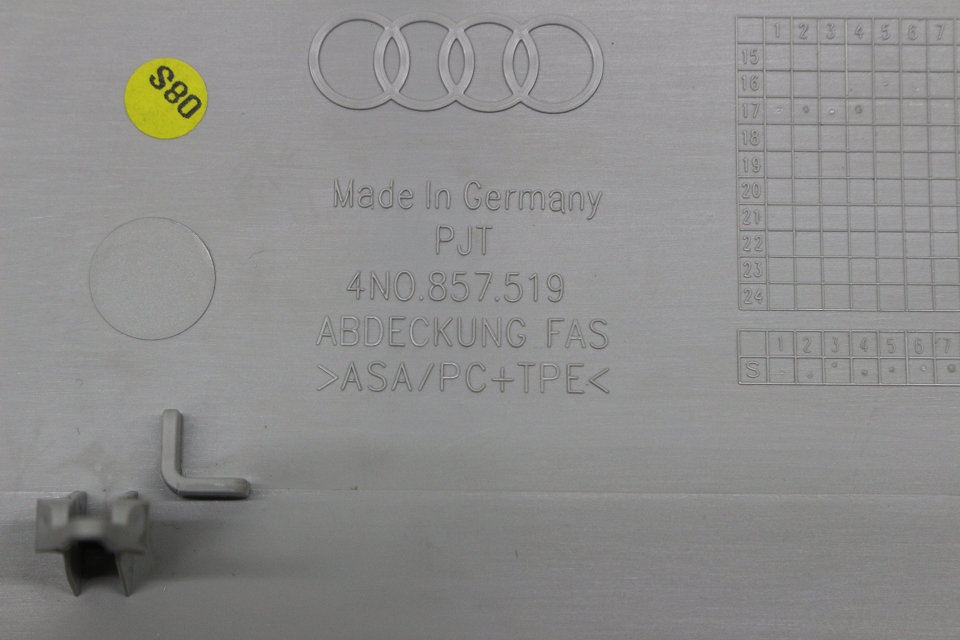 08S
Made In Germany
PJT
4N0.857.519
ABDECKUNG FAS
>ASA/PC+TPE<
1 2 3 4 5 6 7
15
16
17
18
19
20
21
22
23
24
1 2 3 4 5 6 7
S